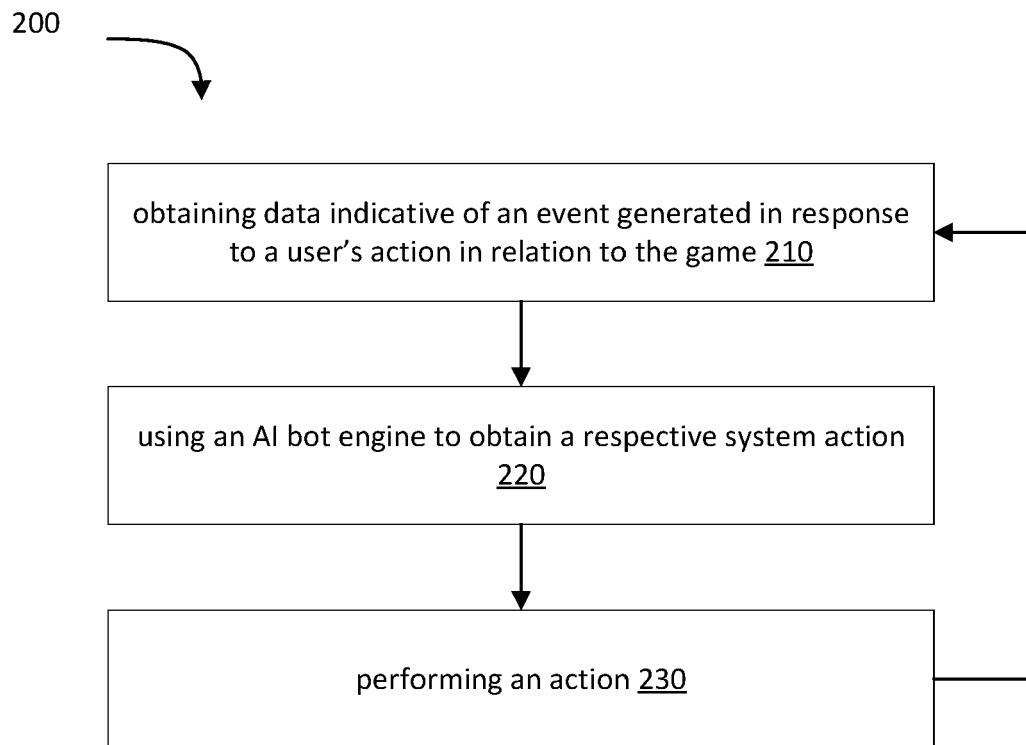 200
obtaining data indicative of an event generated in response
to a user’s action in relation to the game 210
using an AI bot engine to obtain a respective system action
220
performing an action 230